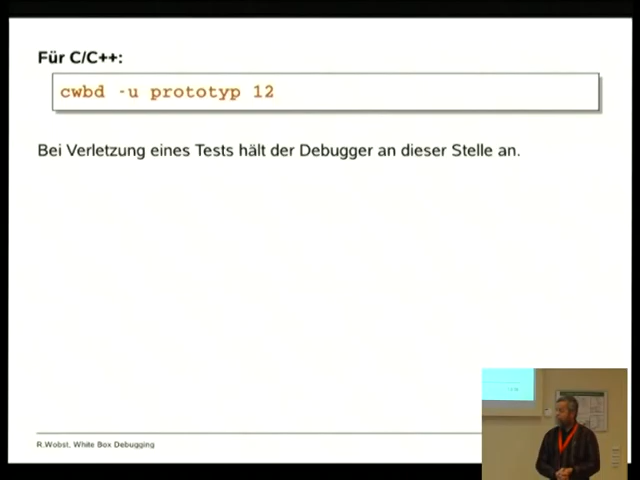 Für C/C++:
cwbd -u prototyp 12
Bei Verletzung eines Tests hält der Debugger an dieser Stelle an.
R.Wobst, White Box Debugging